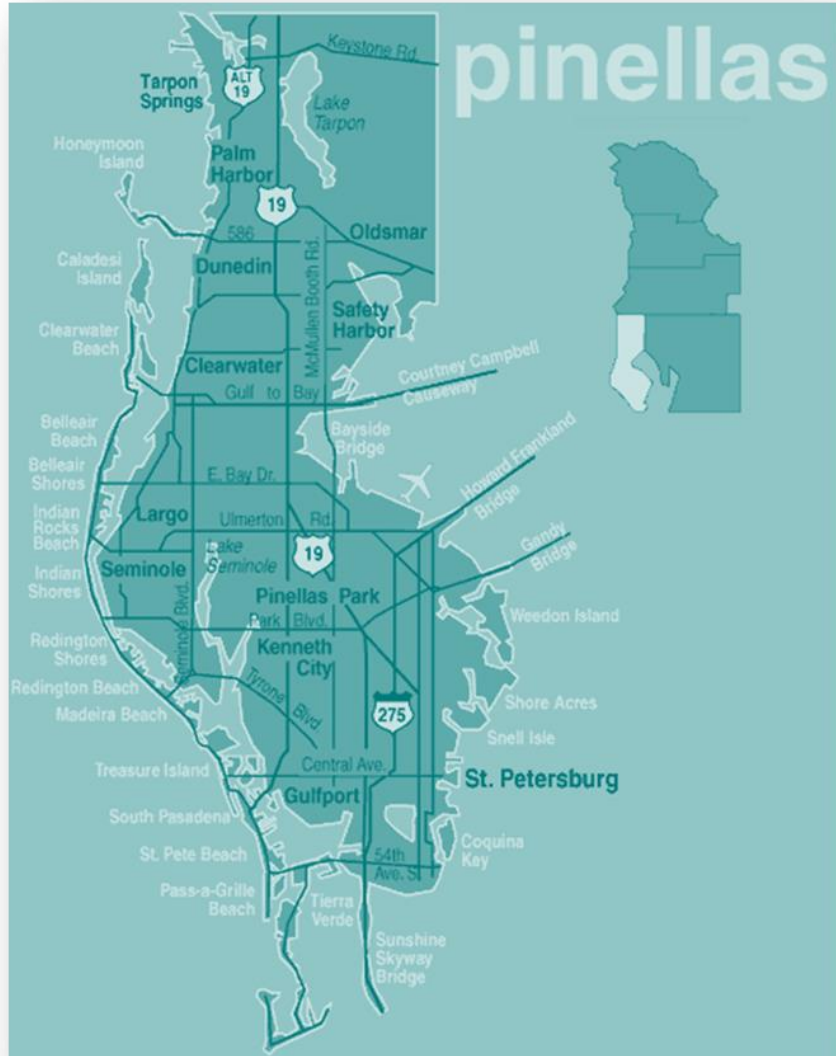 pinellas
Keystone Rd.
Tarpon
Springs
ALT
19
Lake
Tarpon
Honeymoon
Island
Palm
Harbor
19
586
Oldsmar
Caladesi
Island
Dunedin
McMullen Booth Rd.
Safety
Harbor
Clearwater
Beach
Clearwater
Courtney Campbell
Causeway
Gulf to Bay
Belleair
Beach
Bayside
Bridge
Belleair
Shores
E. Bay Dr.
Howard Frankland
Bridge
Indian
Rocks
Beach
Largo
Ulmerton Rd.
Gandy
Bridge
Lake
Seminole
19
Indian
Shores
Seminole
Seminole Blvd.
Pinellas Park
Weedon Island
Park Blvd.
Redington
Shores
Kenneth
City
Redington Beach
Tyrone Blvd
Madeira Beach
275
Shore Acres
Snell Isle
Treasure Island
Central Ave.
St. Petersburg
Gulfport
South Pasadena
St. Pete Beach
54th
Ave. S.
Coquina
Key
Pass-a-Grille
Beach
Tierra
Verde
Sunshine
Skyway
Bridge